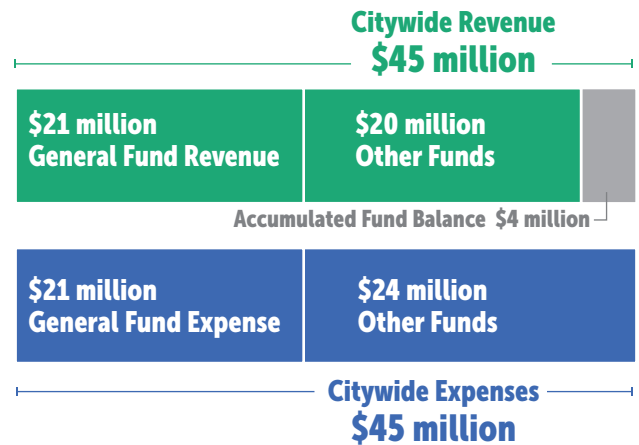 Citywide Revenue
$45 million
$21 million
General Fund Revenue
$20 million
Other Funds
Accumulated Fund Balance $4 million
$21 million
General Fund Expense
$24 million
Other Funds
Citywide Expenses
$45 million